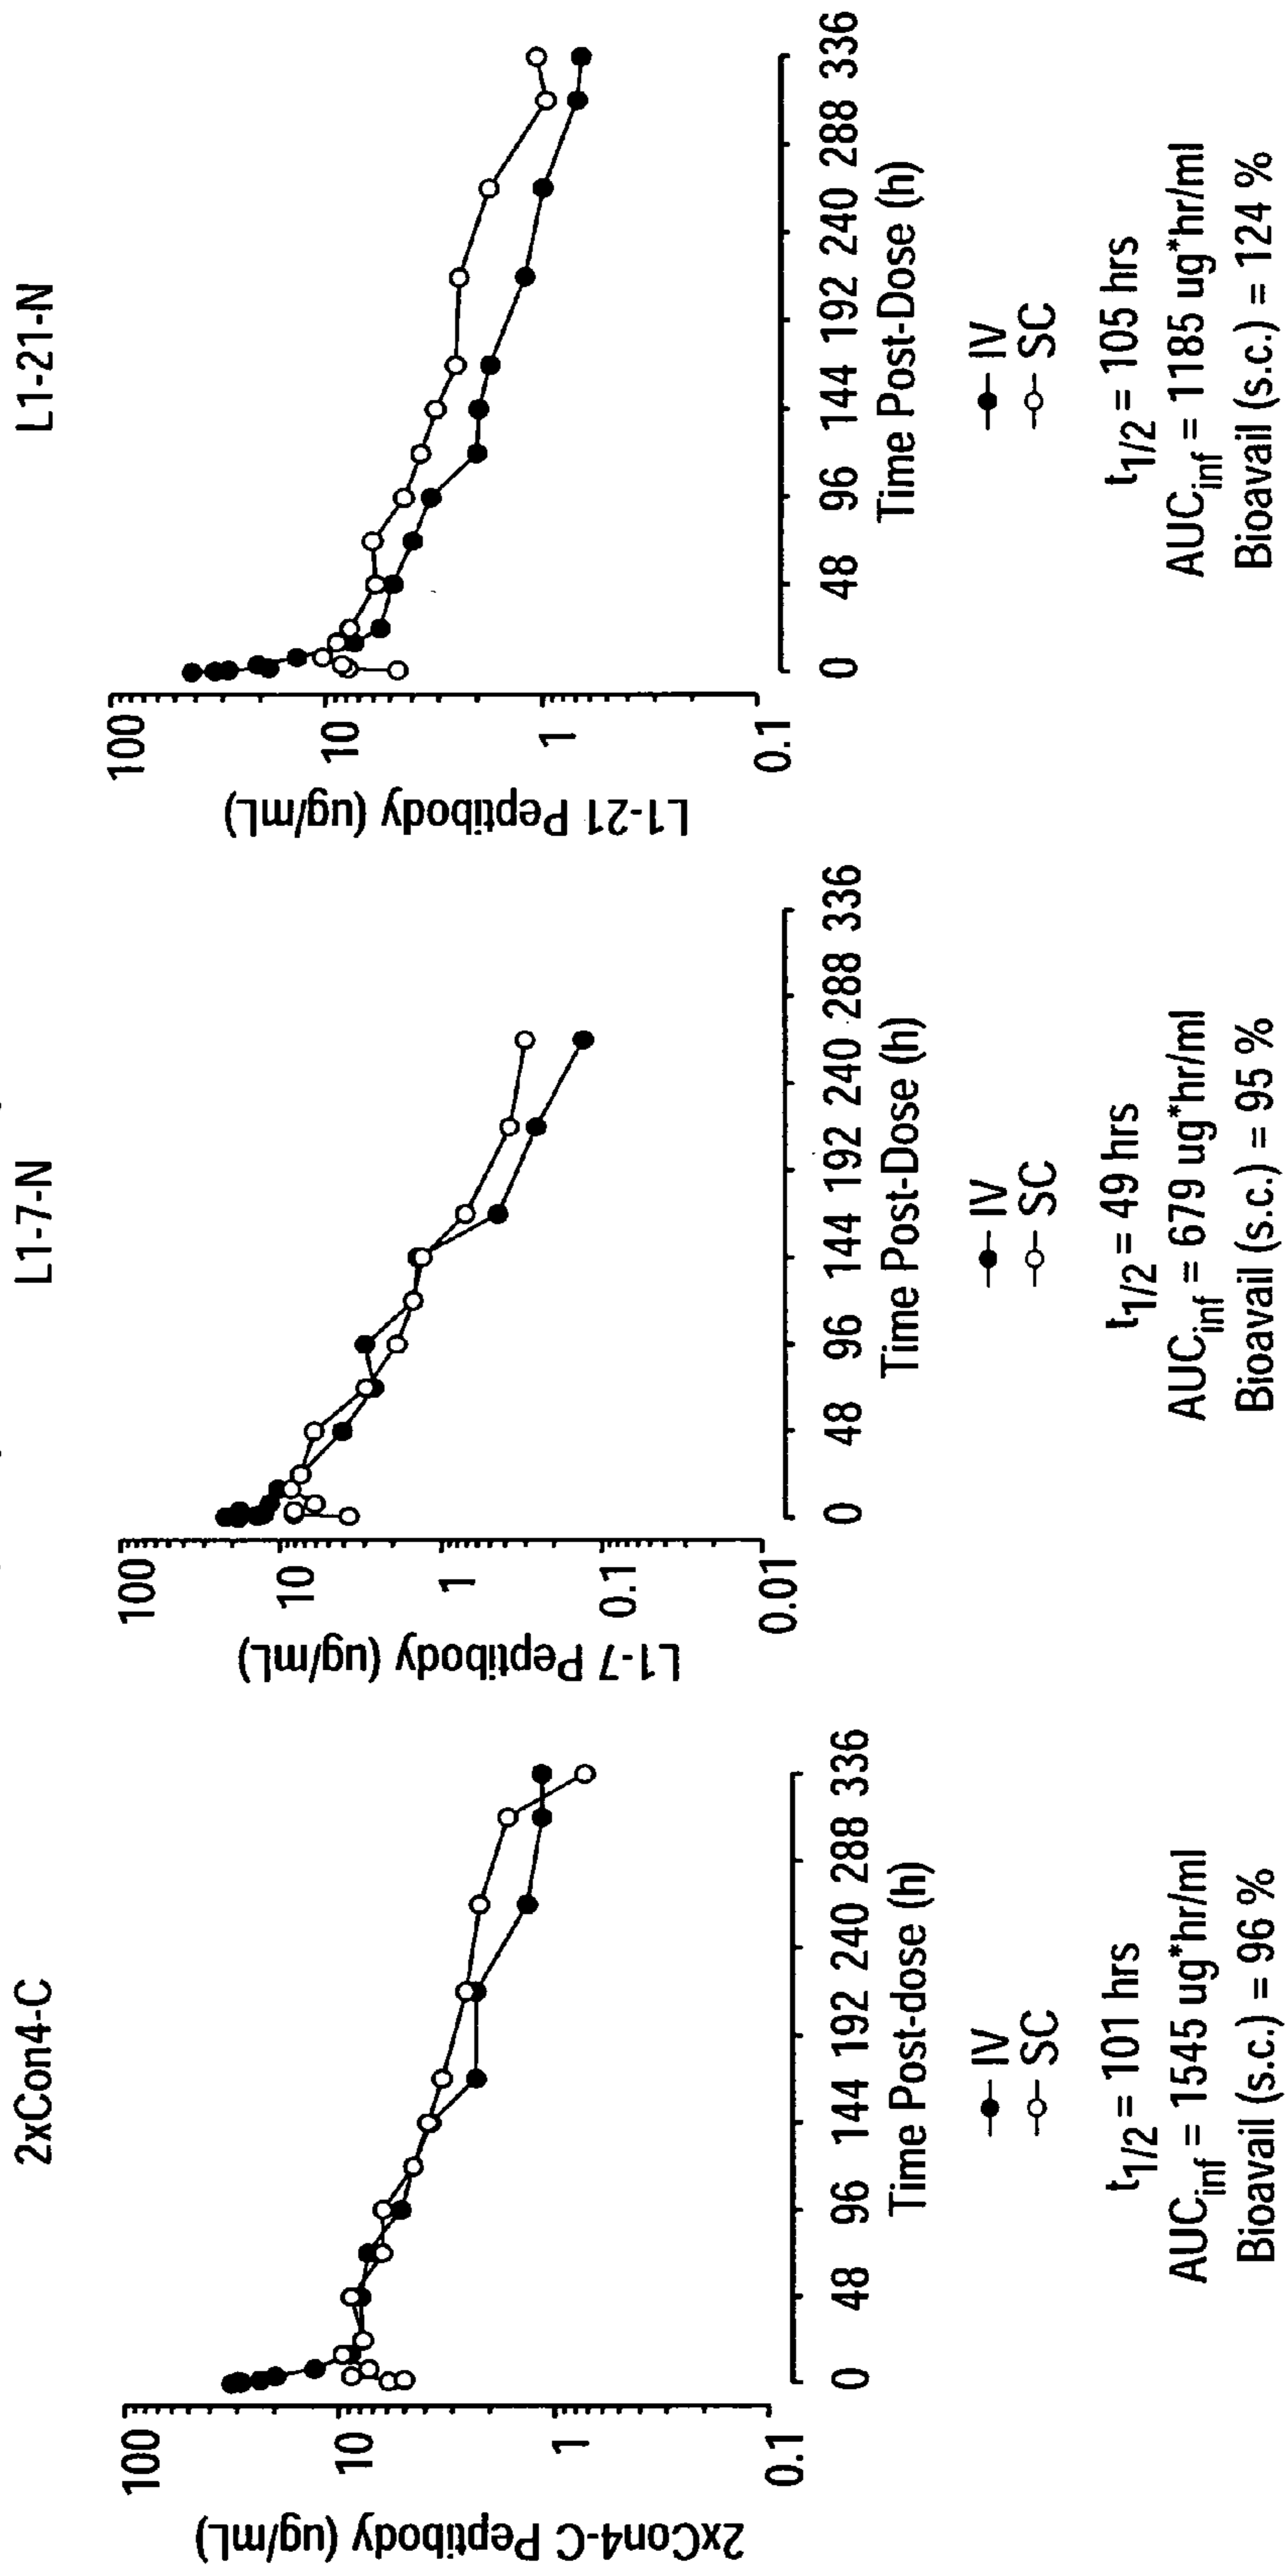 2xCon4-C
2xCon4-C Peptibody (ug/mL)
100
10
1
0.1
0 48 96 144 192 240 288 336
Time Post-dose (h)
IV
SC
t1/2 = 101 hrs
AUCinf = 1545 ug*hr/ml
Bioavail (s.c.) = 96 %
L1-7-N
L1-7 Peptibody (ug/mL)
100
10
1
0.1
0.01
0 48 96 144 192 240 288 336
Time Post-Dose (h)
IV
SC
t1/2 = 49 hrs
AUCinf = 679 ug*hr/ml
Bioavail (s.c.) = 95 %
L1-21-N
L1-21 Peptibody (ug/mL)
100
10
1
0.1
0 48 96 144 192 240 288 336
Time Post-Dose (h)
IV
SC
t1/2 = 105 hrs
AUCinf = 1185 ug*hr/ml
Bioavail (s.c.) = 124 %